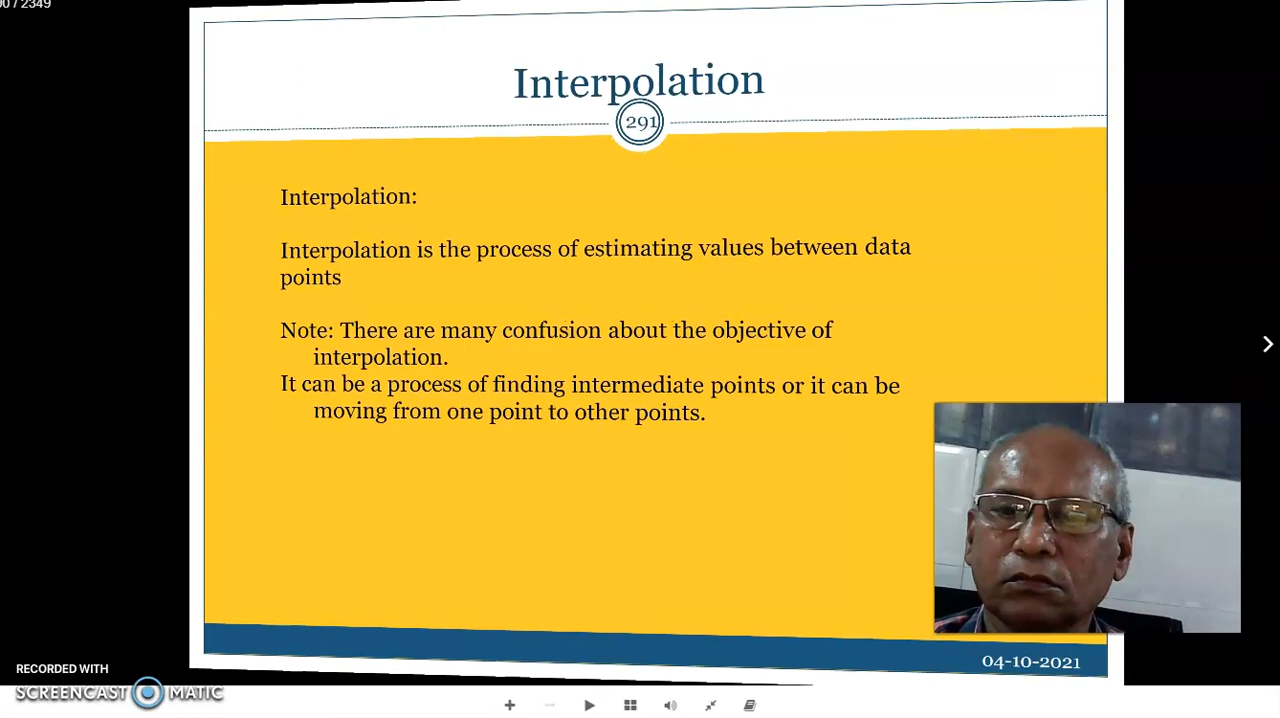 / 2349
Interpolation
291
Interpolation:
Interpolation is the process of estimating values between data
points
Note: There are many confusion about the objective of
interpolation.
It can be a process of finding intermediate points or it can be
moving from one point to other points.
04-10-2021
RECORDED WITH
SCREENCAST MATIC